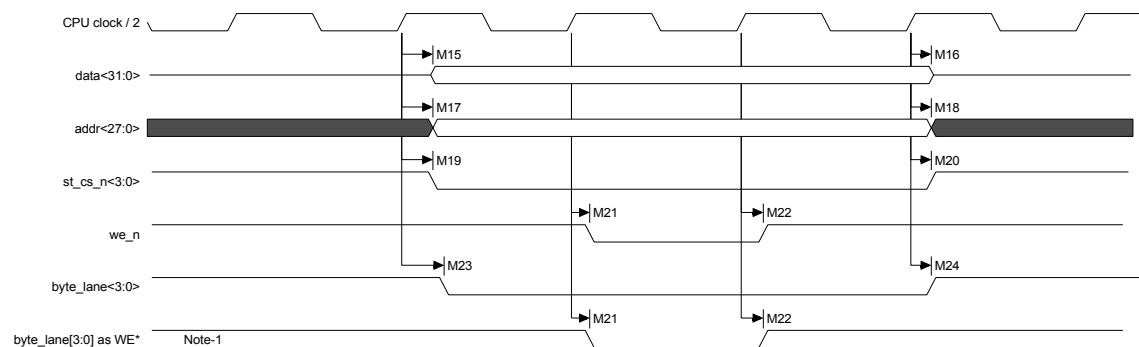 CPU clock / 2
M15 M16
data<31:0>
M17 M18
addr<27:0>
M19 M20
st_cs_n<3:0>
M21 M22
we_n
M23 M24
byte_lane<3:0>
M21 M22
byte_lane[3:0] as WE* Note-1